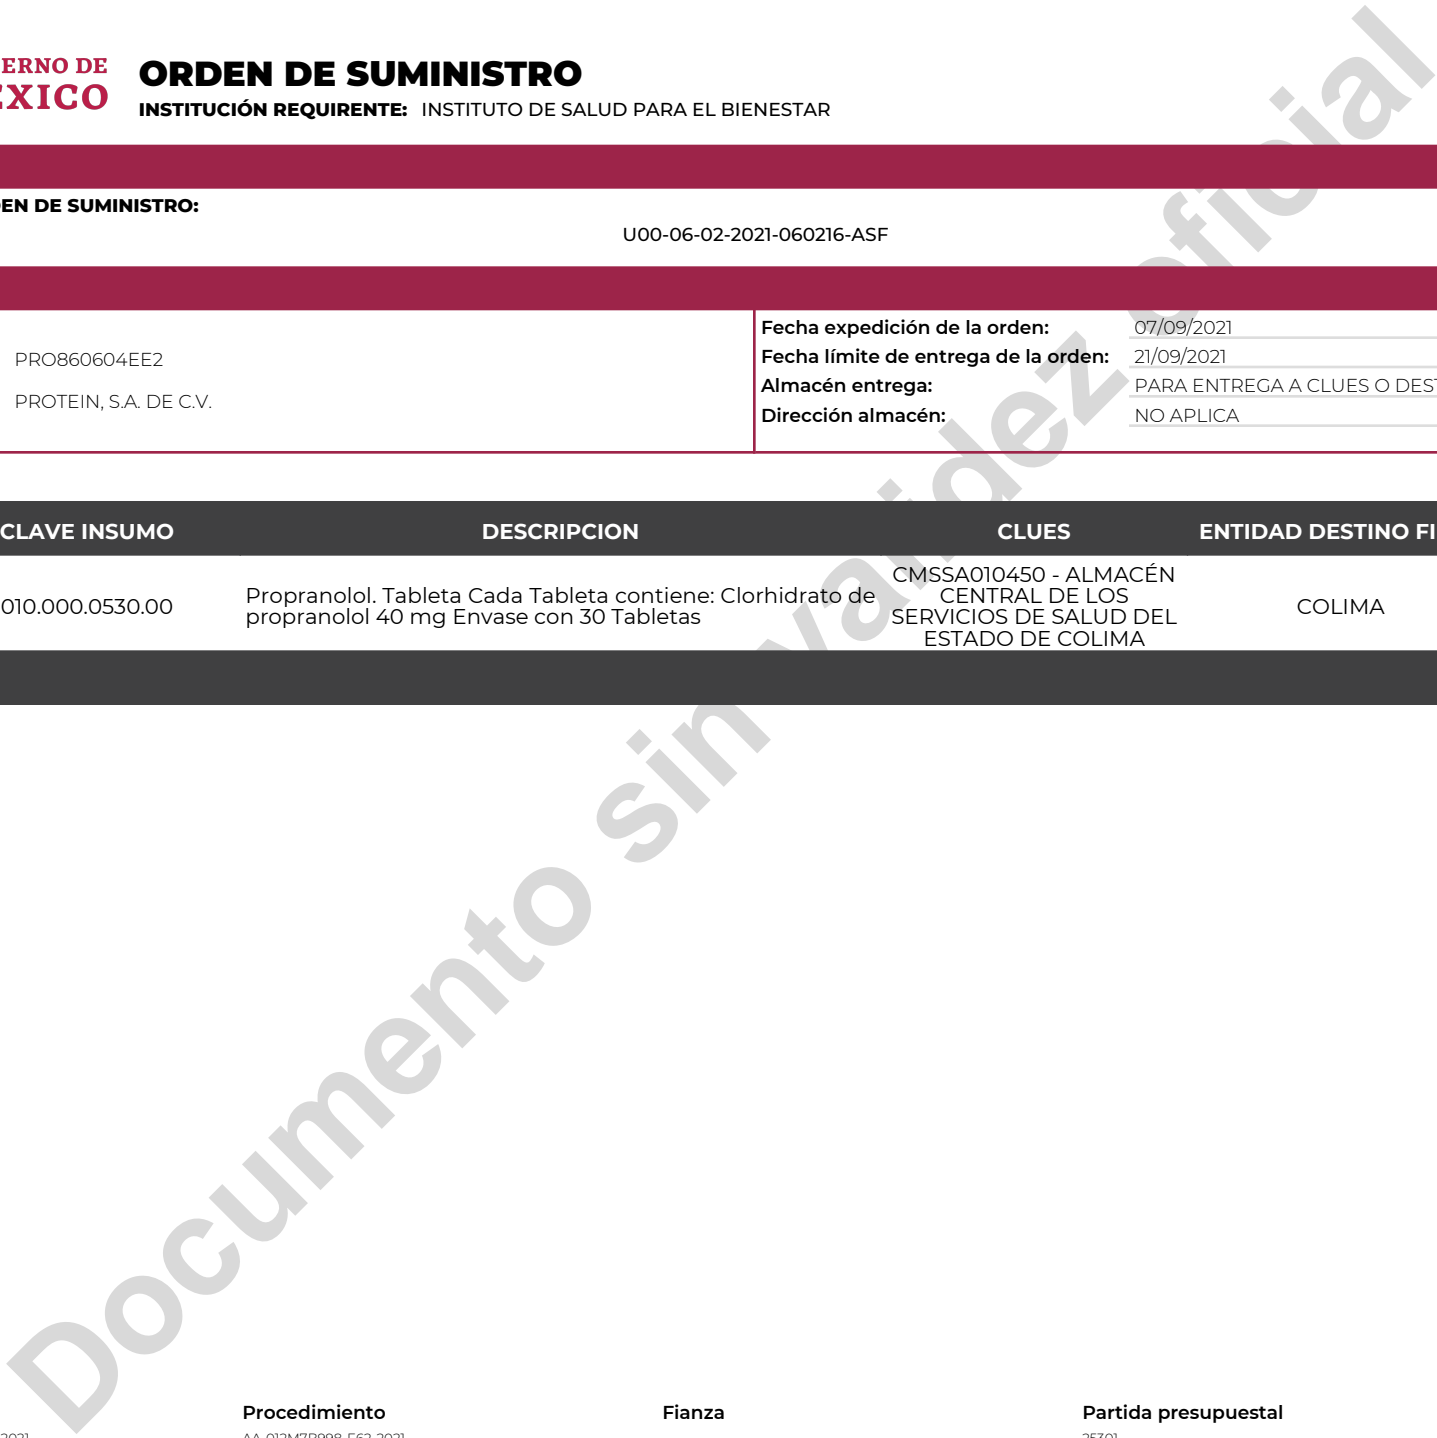 ERNO DE
ORDEN DE SUMINISTRO
INSTITUCIÓN REQUIRENTE: INSTITUTO DE SALUD PARA EL BIENESTAR
SUMINISTRO:
U00-06-02-2021-060216-ASF
PRO860604EE2
PROTEIN, S.A. DE C.V.
Fecha expedición de la orden: 07/09/2021
Fecha límite de entrega de la orden: 21/09/2021
Almacén entrega: PARA ENTREGA A CLUES O
Dirección almacén: NO APLICA
CLAVE INSUMO DESCRIPCION CLUES ENTIDAD DESTINO
010.000.0530.00
Propranolol. Tableta Cada Tableta contiene: Clorhidrato de
propranolol 40 mg Envase con 30 Tabletas
CMSSA010450 - ALMACÉN
CENTRAL DE LOS
SERVICIOS DE SALUD DEL
ESTADO DE COLIMA
COLIMA
Documento sin validez oficial
Procedimiento Fianza Partida presupuestal